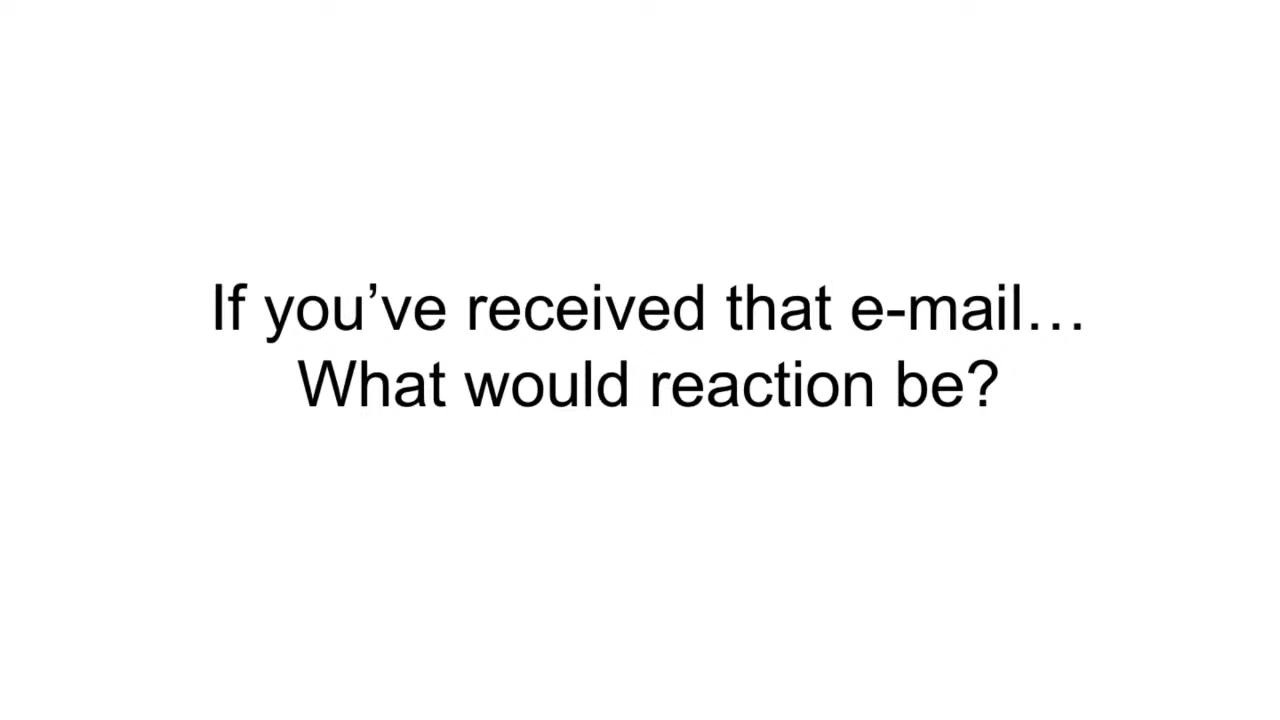 If you’ve received that e-mail…
What would reaction be?